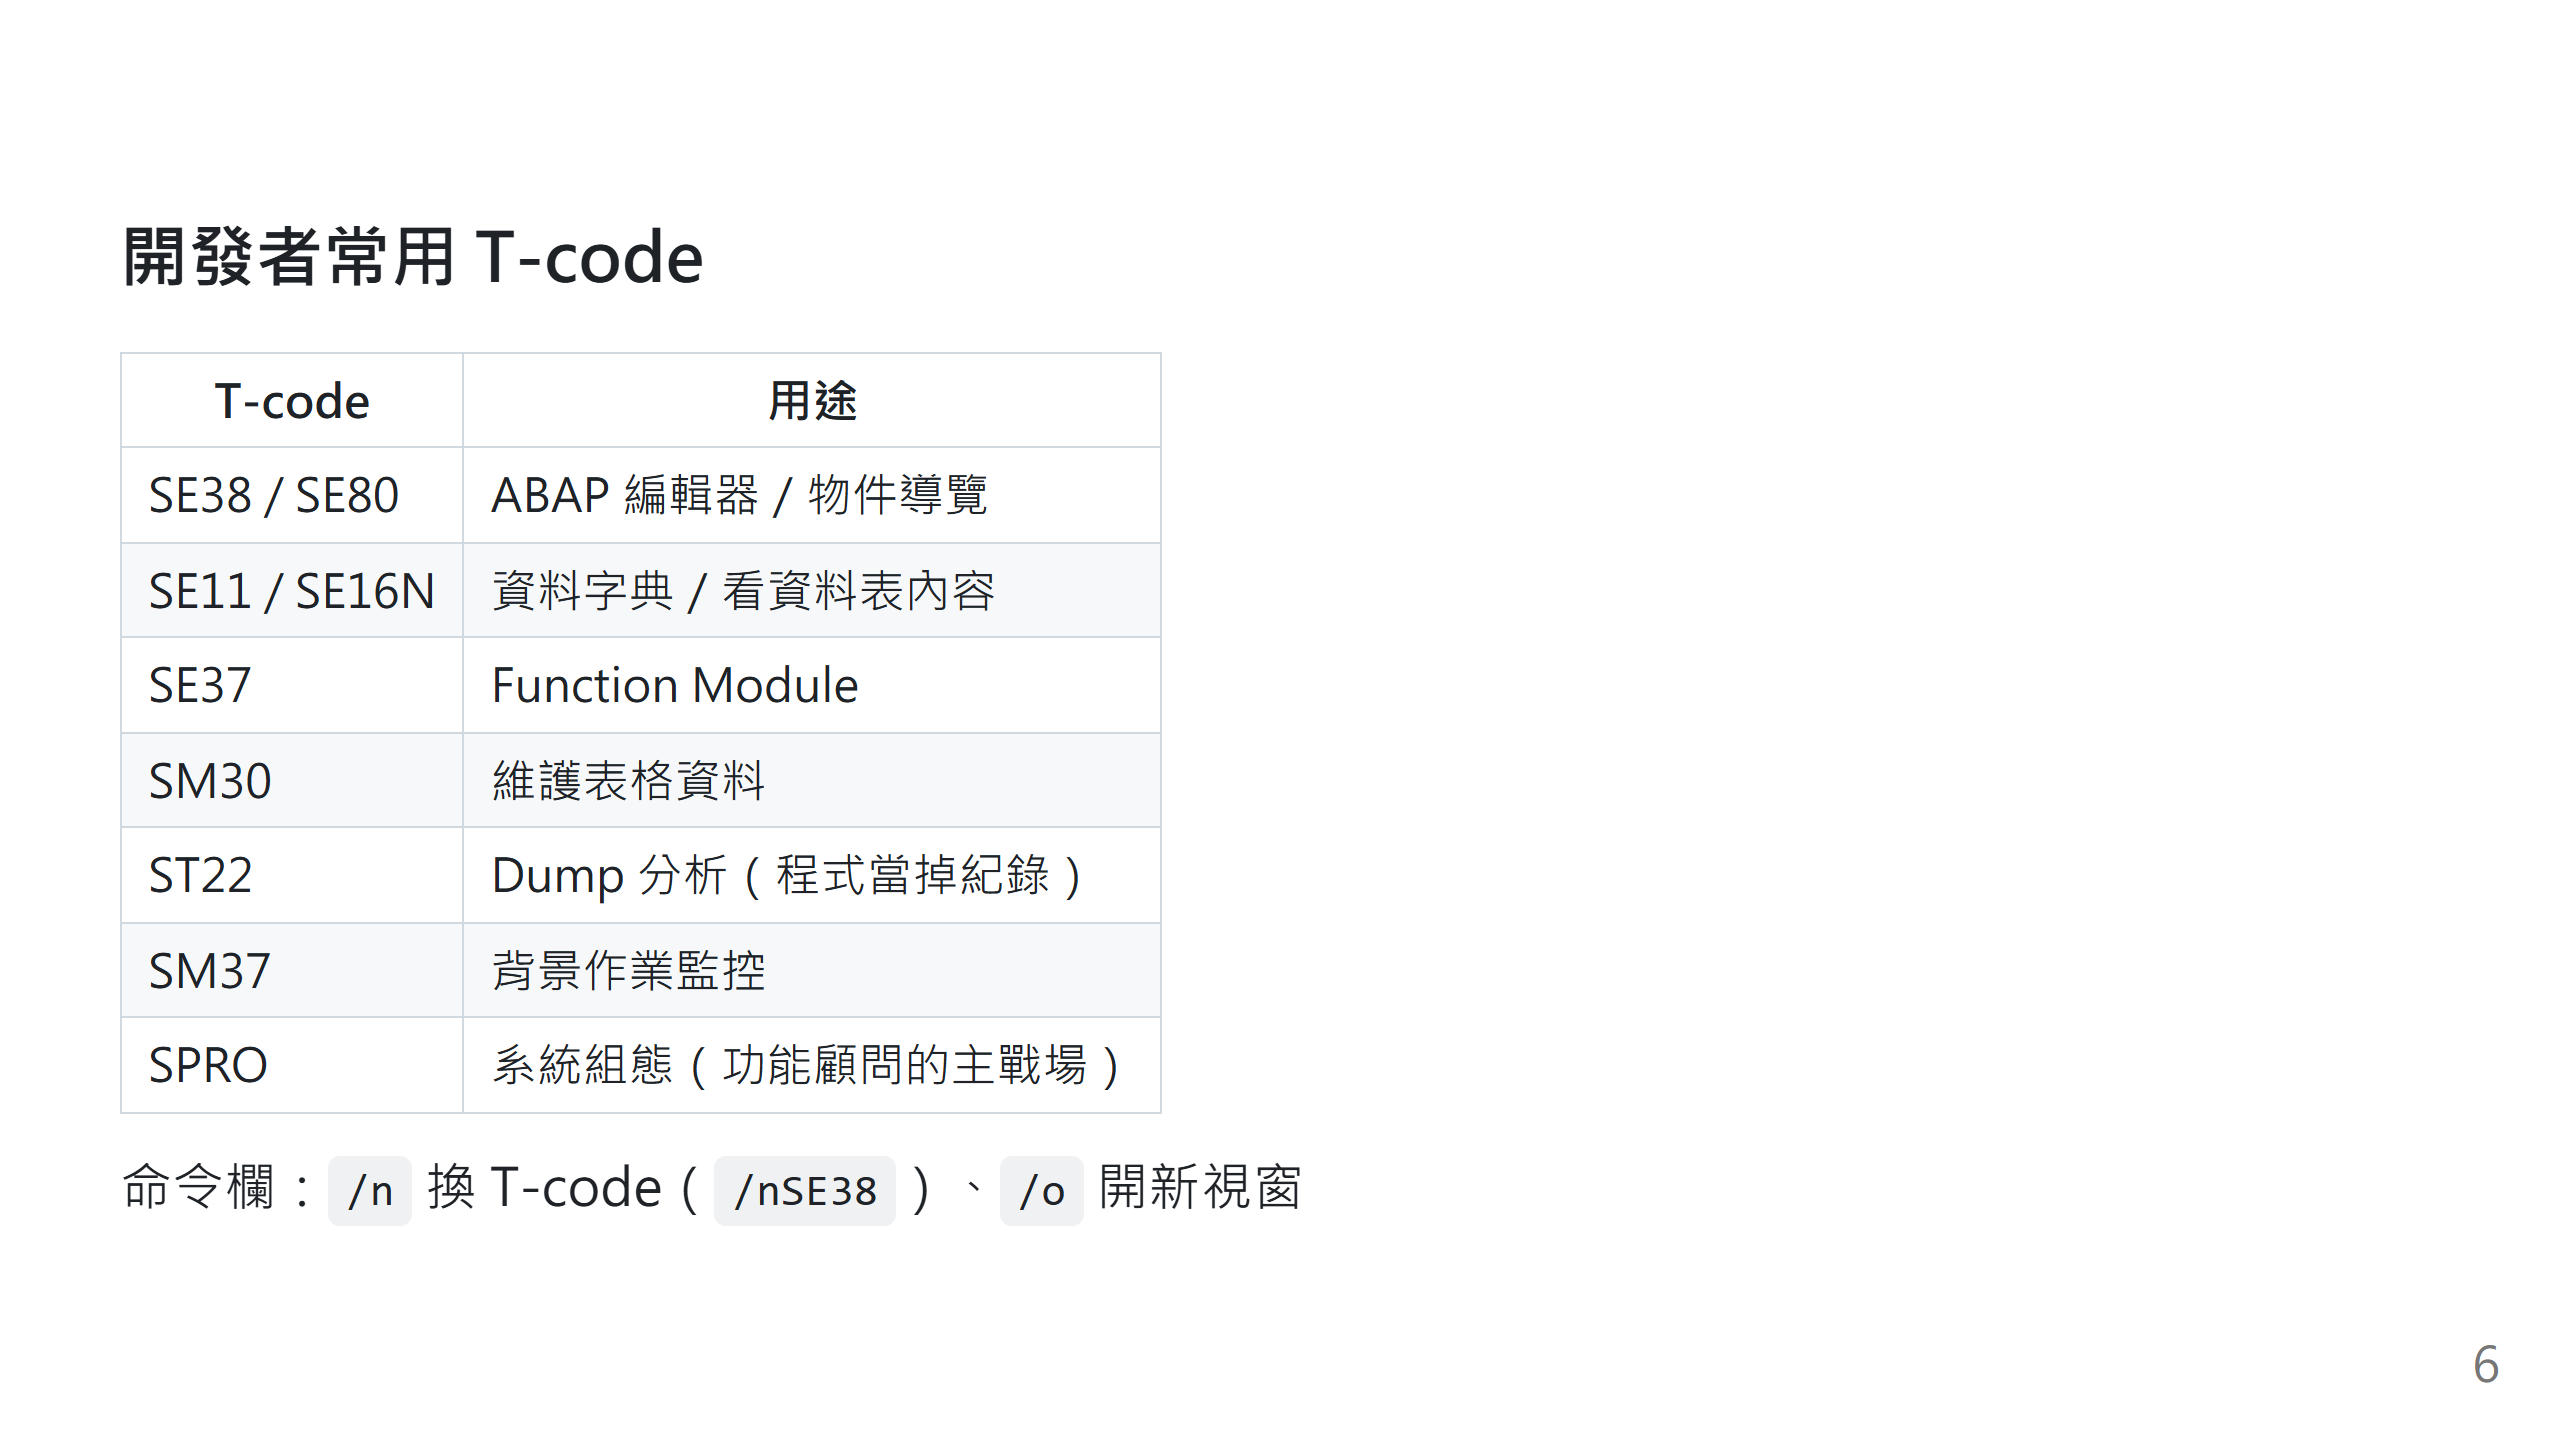 開發者常用 T-code
T-code 用途
SE38 / SE80 ABAP 編輯器 / 物件導覽
SE11 / SE16N 資料字典 / 看資料表內容
SE37 Function Module
SM30 維護表格資料
ST22 Dump 分析（程式當掉紀錄）
SM37 背景作業監控
SPRO 系統組態（功能顧問的主戰場）
命令欄：/n 換 T-code（/nSE38）、/o 開新視窗
6